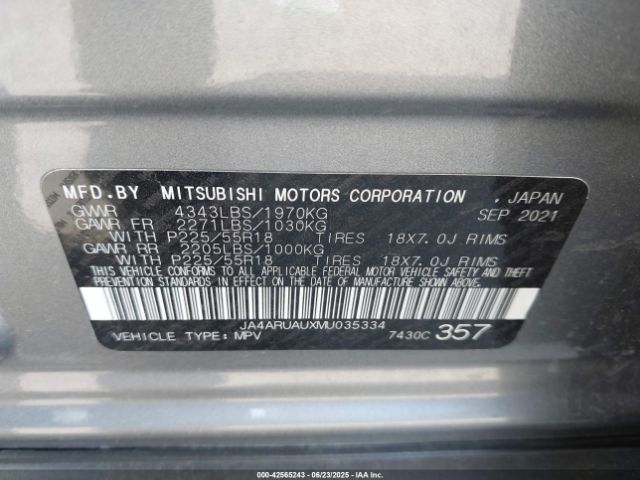 MFD.BY MITSUBISHI MOTORS CORPORATION , JAPAN
GVWR 4343LBS/1970KG SEP 2021
GAWR FR 2271LBS/1030KG
WITH P225/55R18 TIRES 18X7.0J RIMS
GAWR RR 2205LBS/1000KG
WITH P225/55R18 TIRES 18X7.0J RIMS
THIS VEHICLE CONFORMS TO ALL APPLICABLE FEDERAL MOTOR VEHICLE SAFETY, BUMPER AND THEFT
PREVENTION STANDARDS IN EFFECT ON THE DATE OF MANUFACTURE SHOWN ABOVE.
JA4ARUAUXMU035334
VEHICLE TYPE: MPV 7430C 357
000-42565243 - 06/23/2025 - IAAI.COM